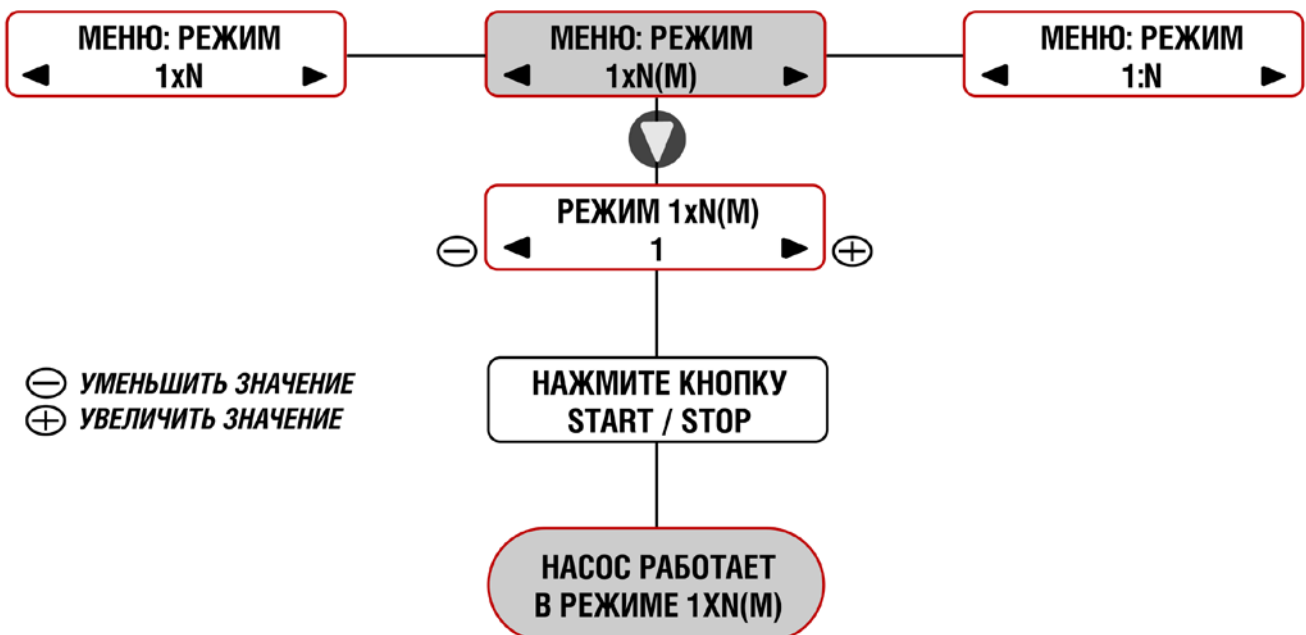 МЕНЮ: РЕЖИМ
◄ 1xN ►
МЕНЮ: РЕЖИМ
◄ 1xN(M) ►
МЕНЮ: РЕЖИМ
◄ 1:N ►
РЕЖИМ 1xN(M)
⊖ ◄ 1 ► ⊕
⊖ УМЕНЬШИТЬ ЗНАЧЕНИЕ
⊕ УВЕЛИЧИТЬ ЗНАЧЕНИЕ
НАЖМИТЕ КНОПКУ
START / STOP
НАСОС РАБОТАЕТ
В РЕЖИМЕ 1XN(M)